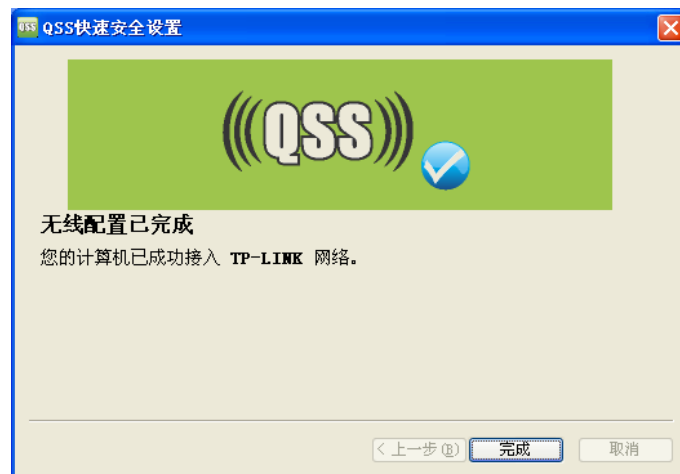 QSS QSS快速安全设置
(((QSS)))
无线配置已完成
您的计算机已成功接入 TP-LINK 网络。
< 上一步(B) 完成 取消